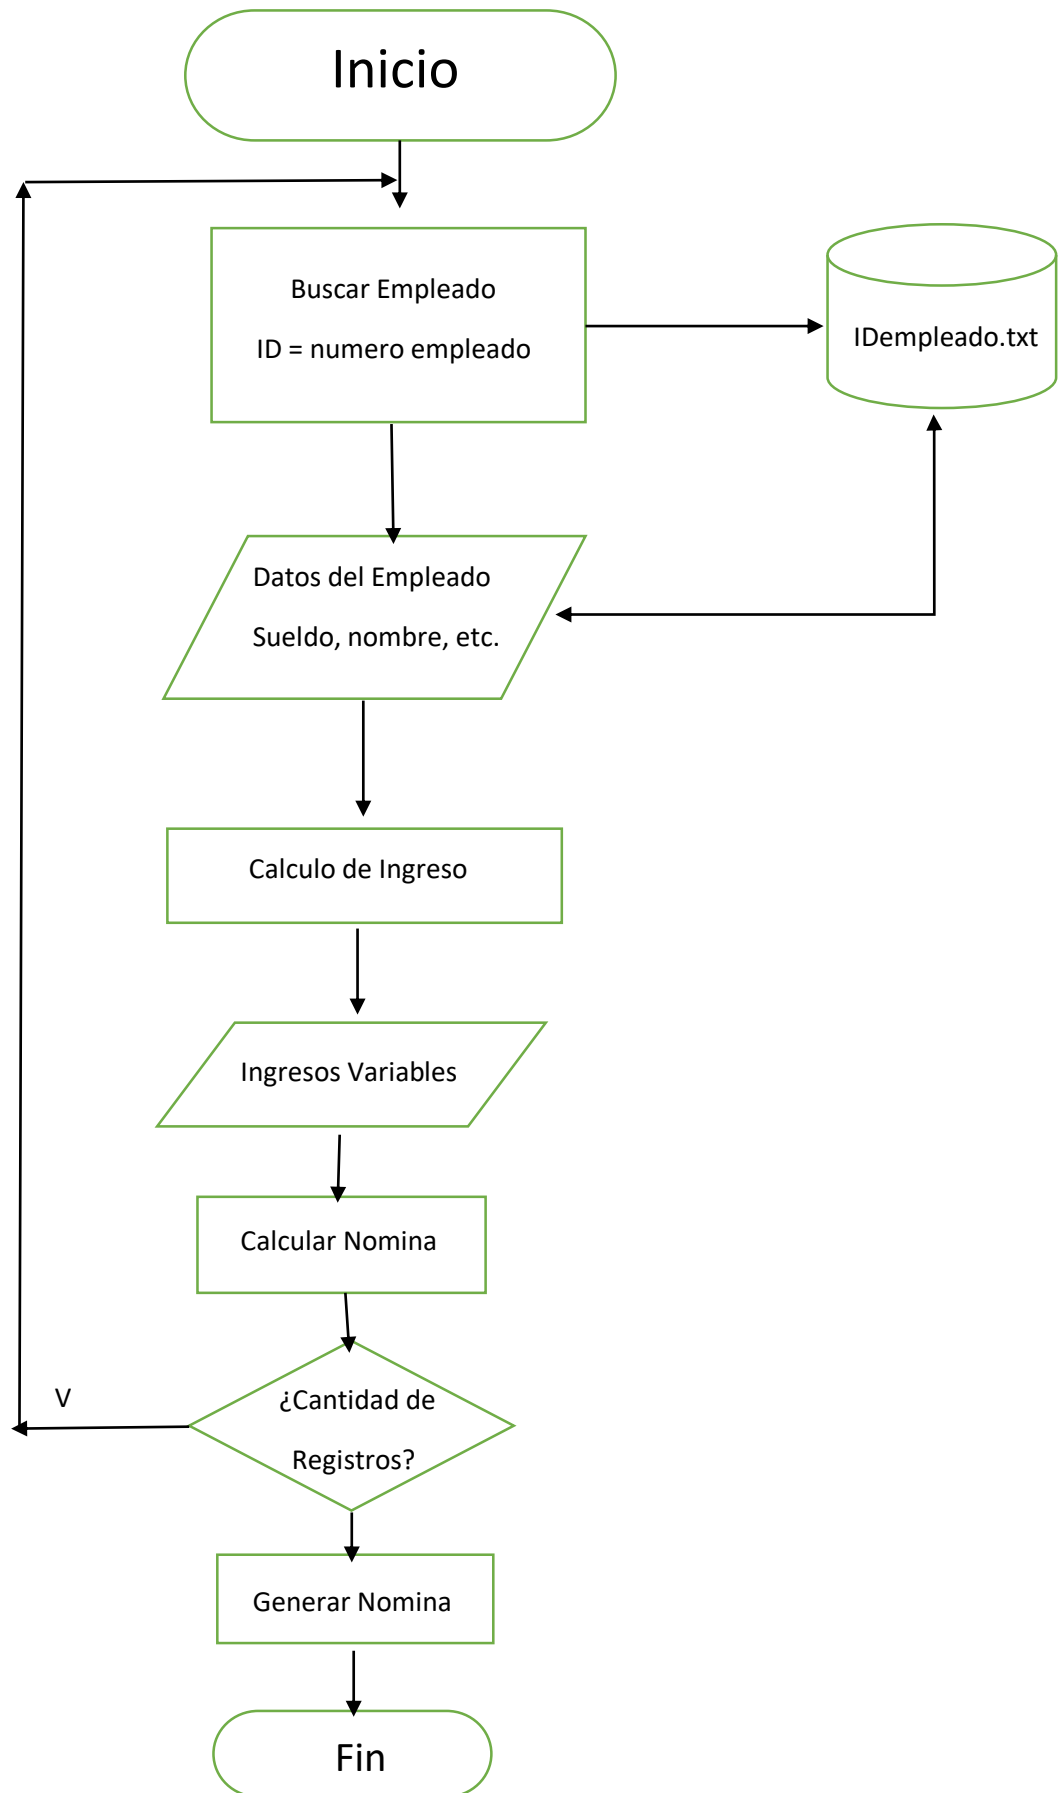 Inicio
Buscar Empleado
ID = numero empleado
IDempleado.txt
Datos del Empleado
Sueldo, nombre, etc.
Calculo de Ingreso
Ingresos Variables
Calcular Nomina
V
¿Cantidad de
Registros?
Generar Nomina
Fin